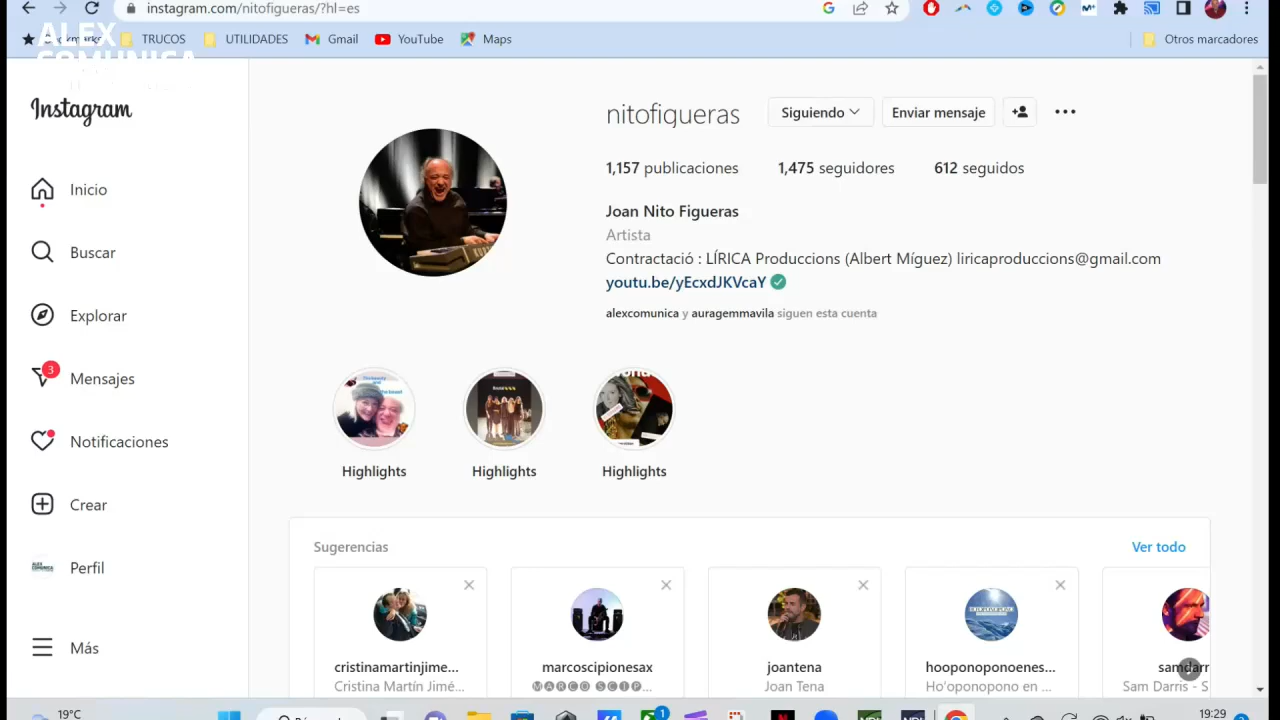 instagram.com/nitofigueras/?hl=es
ALEX
COMUNICA
TRUCOS
UTILIDADES
Gmail
YouTube
Maps
Otros marcadores
Instagram
Inicio
Buscar
Explorar
3
Mensajes
Notificaciones
Crear
Perfil
Más
nitofigueras
Siguiendo
Enviar mensaje
1,157 publicaciones
1,475 seguidores
612 seguidos
Joan Nito Figueras
Artista
Contractació : LÍRICA Produccions (Albert Míguez) liricaproduccions@gmail.com
youtu.be/yEcxdJKVcaY
alexcomunica y auragemmavila siguen esta cuenta
Highlights
Highlights
Highlights
Sugerencias
Ver todo
cristinamartinjime...
Cristina Martín Jimé...
marcoscipionesax
🅜🅐🅡🅒🅞 🅢🅒🅘🅟...
joantena
Joan Tena
hooponoponoenes...
Ho'oponopono en ...
samdarr
Sam Darris - S
19°C
1
19:29